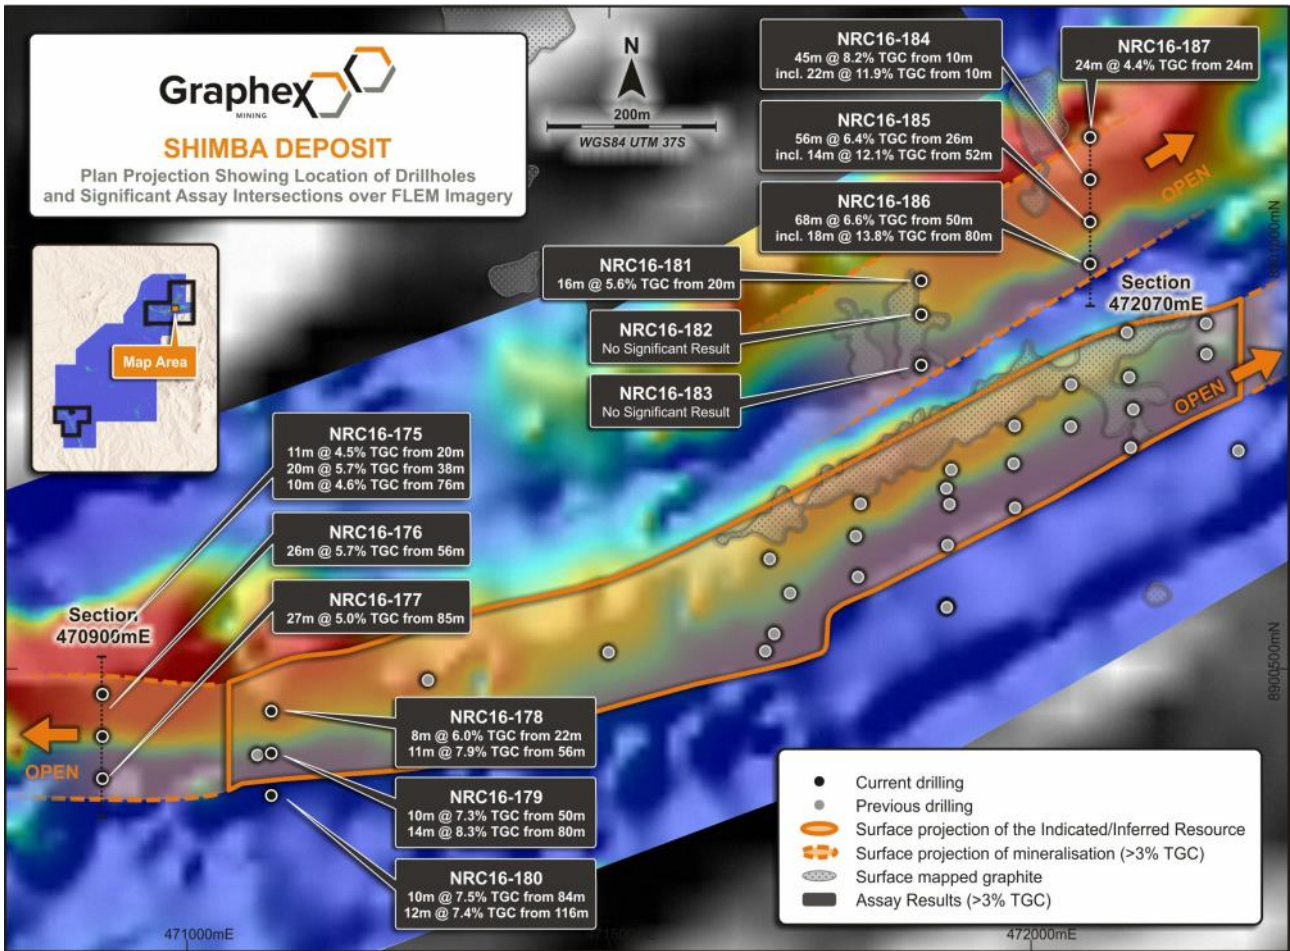 Graphex
MINING
SHIMBA DEPOSIT
Plan Projection Showing Location of Drillholes
and Significant Assay Intersections over FLEM Imagery
N
200m
WGS84 UTM 37S
NRC16-184
45m @ 8.2% TGC from 10m
incl. 22m @ 11.9% TGC from 10m
NRC16-187
24m @ 4.4% TGC from 24m
NRC16-185
56m @ 6.4% TGC from 26m
incl. 14m @ 12.1% TGC from 52m
NRC16-186
68m @ 6.6% TGC from 50m
incl. 18m @ 13.8% TGC from 80m
OPEN
NRC16-181
16m @ 5.6% TGC from 20m
NRC16-182
No Significant Result
NRC16-183
No Significant Result
Section
472070mE
OPEN
Map Area
NRC16-175
11m @ 4.5% TGC from 20m
20m @ 5.7% TGC from 38m
10m @ 4.6% TGC from 76m
NRC16-176
26m @ 5.7% TGC from 56m
NRC16-177
27m @ 5.0% TGC from 85m
Section
470900mE
OPEN
NRC16-178
8m @ 6.0% TGC from 22m
11m @ 7.9% TGC from 56m
NRC16-179
10m @ 7.3% TGC from 50m
14m @ 8.3% TGC from 80m
NRC16-180
10m @ 7.5% TGC from 84m
12m @ 7.4% TGC from 116m
8900500mN
Current drilling
Previous drilling
Surface projection of the Indicated/Inferred Resource
Surface projection of mineralisation (>3% TGC)
Surface mapped graphite
Assay Results (>3% TGC)
471000mE
472000mE